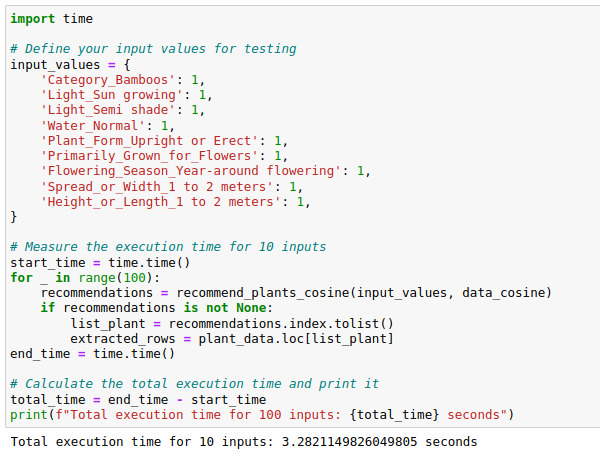 import time

# Define your input values for testing
input_values = {
    'Category_Bamboos': 1,
    'Light_Sun growing': 1,
    'Light_Semi shade': 1,
    'Water_Normal': 1,
    'Plant_Form_Upright or Erect': 1,
    'Primarily_Grown_for_Flowers': 1,
    'Flowering_Season_Year-around flowering': 1,
    'Spread_or_Width_1 to 2 meters': 1,
    'Height_or_Length_1 to 2 meters': 1,
}

# Measure the execution time for 10 inputs
start_time = time.time()
for _ in range(100):
    recommendations = recommend_plants_cosine(input_values, data_cosine)
    if recommendations is not None:
        list_plant = recommendations.index.tolist()
        extracted_rows = plant_data.loc[list_plant]
end_time = time.time()

# Calculate the total execution time and print it
total_time = end_time - start_time
print(f"Total execution time for 100 inputs: {total_time} seconds")
Total execution time for 10 inputs: 3.2821149826049805 seconds